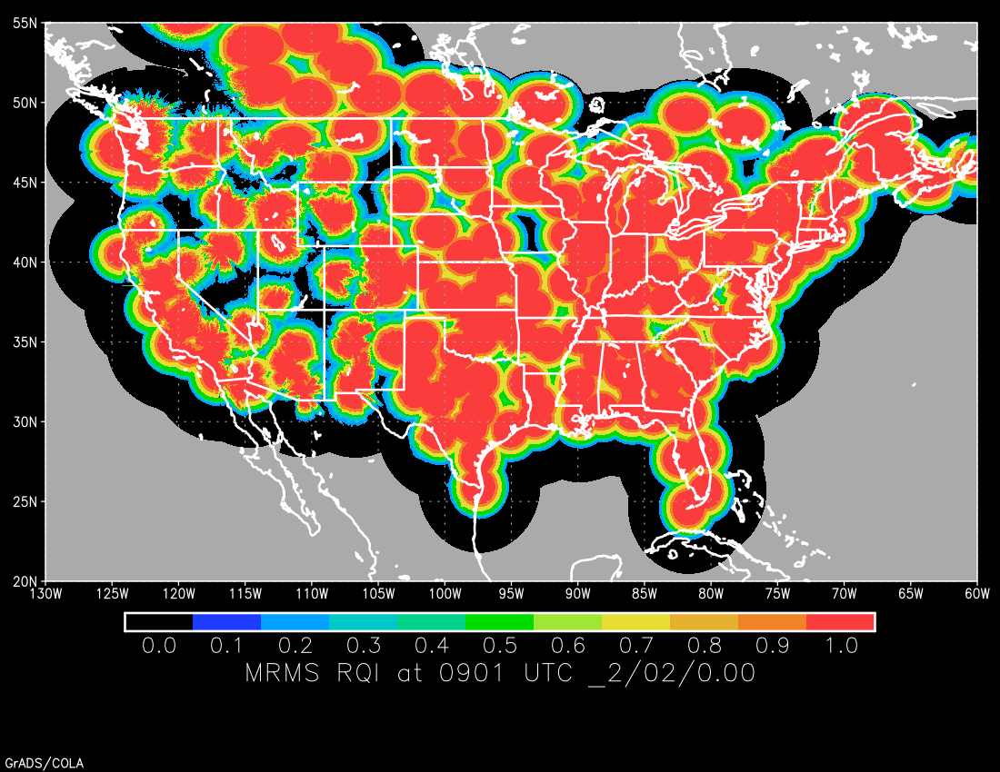 55N
50N
45N
40N
35N
30N
25N
20N
130W 125W 120W 115W 110W 105W 100W 95W 90W 85W 80W 75W 70W 65W 60W
0.0 0.1 0.2 0.3 0.4 0.5 0.6 0.7 0.8 0.9 1.0
MRMS RQI at 0901 UTC _2/02/0.00
GrADS/COLA